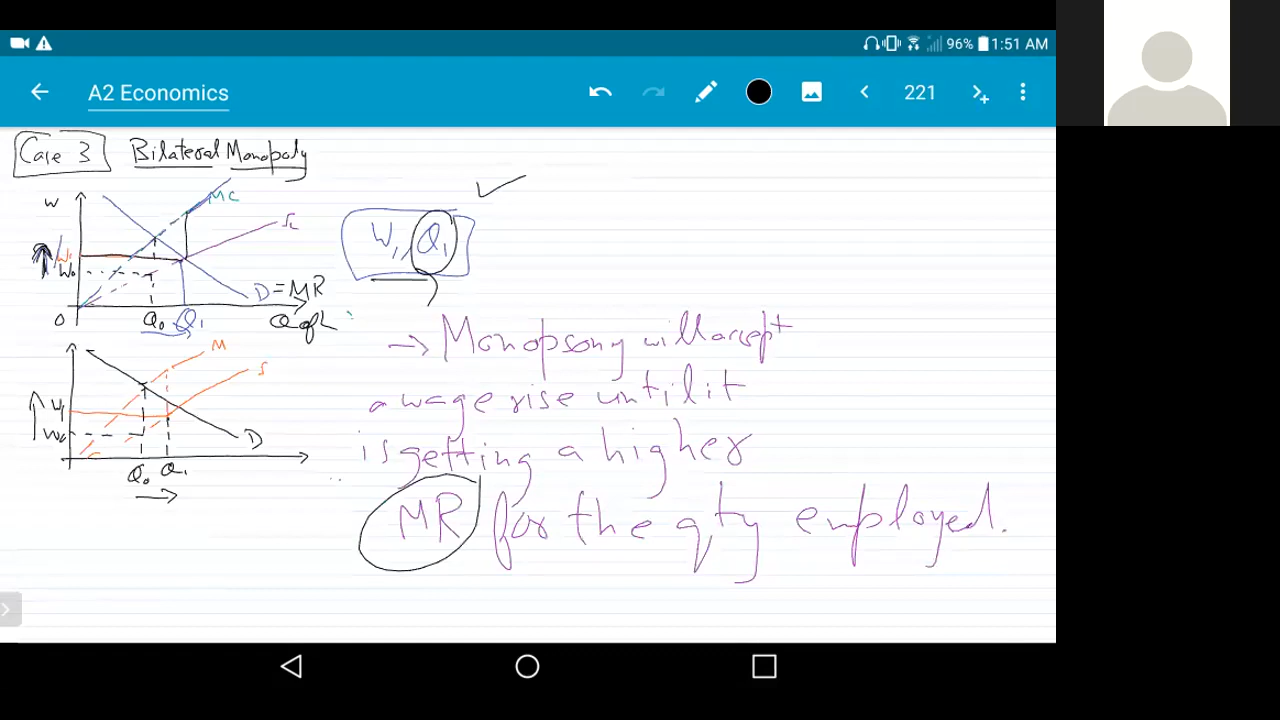 96% 1:51 AM
A2 Economics
221
Case 3 Bilateral Monopoly
W
MC
SL
W1
W0
D = MR
O
Q0 Q1
Q of L
W1, Q1
→ Monopsony will accept
a wage rise until it
is getting a higher
MR for the qty employed.
M
S
W1
W0
D
Q0 Q1